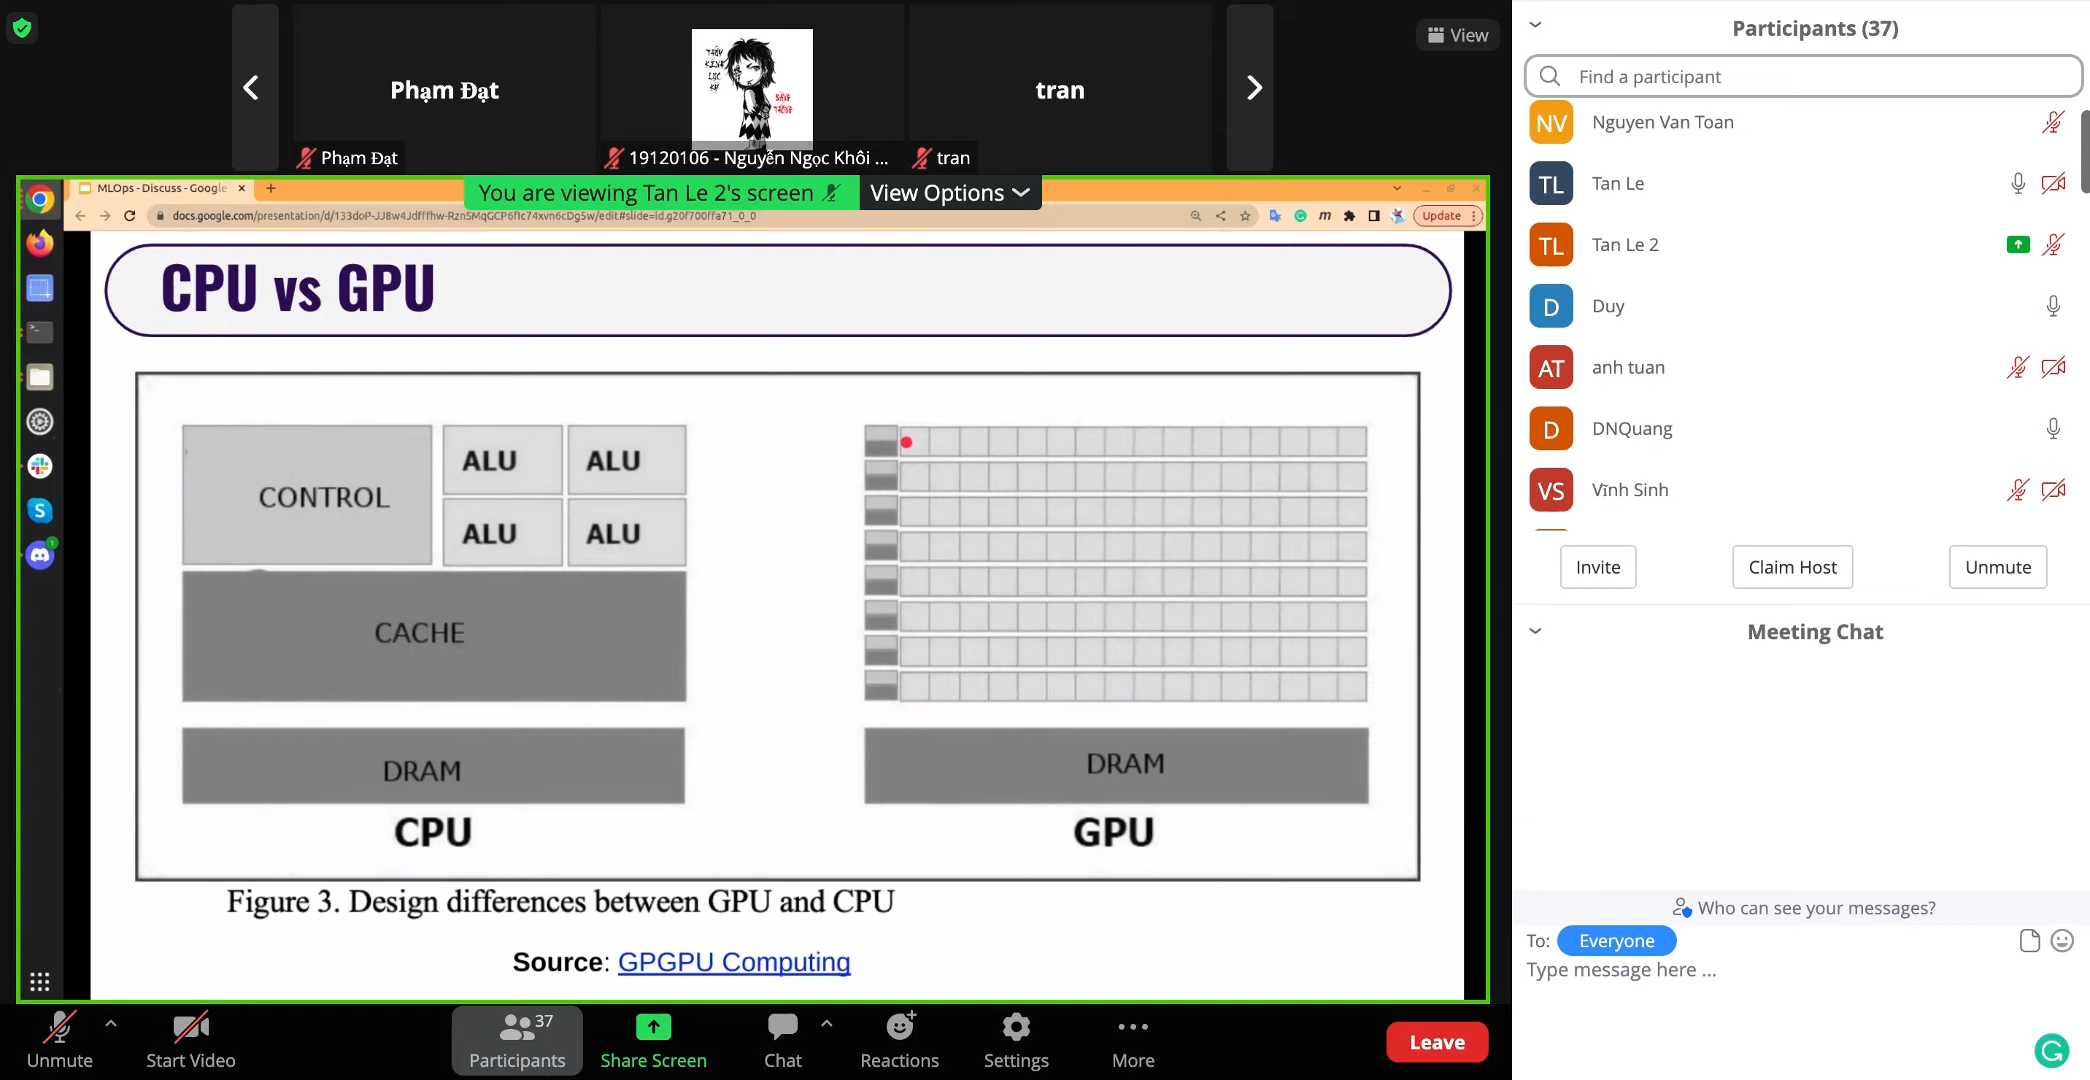 View
Phạm Đạt
tran
Phạm Đạt
19120106 - Nguyễn Ngọc Khôi ...
tran
MLOps - Discuss - Google
You are viewing Tan Le 2's screen
View Options
docs.google.com/presentation/d/133doP-JJ8w4Jdfffhw-RznSMqGCP6flc74xvn6cDg5w/edit#slide=id.g20f700ffa71_0_0
Update
CPU vs GPU
CONTROL
ALU
ALU
ALU
ALU
CACHE
DRAM
CPU
DRAM
GPU
Figure 3. Design differences between GPU and CPU
Source: GPGPU Computing
Unmute
Start Video
37
Participants
Share Screen
Chat
Reactions
Settings
More
Leave
Participants (37)
Find a participant
NV
Nguyen Van Toan
TL
Tan Le
TL
Tan Le 2
D
Duy
AT
anh tuan
D
DNQuang
VS
Vĩnh Sinh
Invite
Claim Host
Unmute
Meeting Chat
Who can see your messages?
To: Everyone
Type message here ...